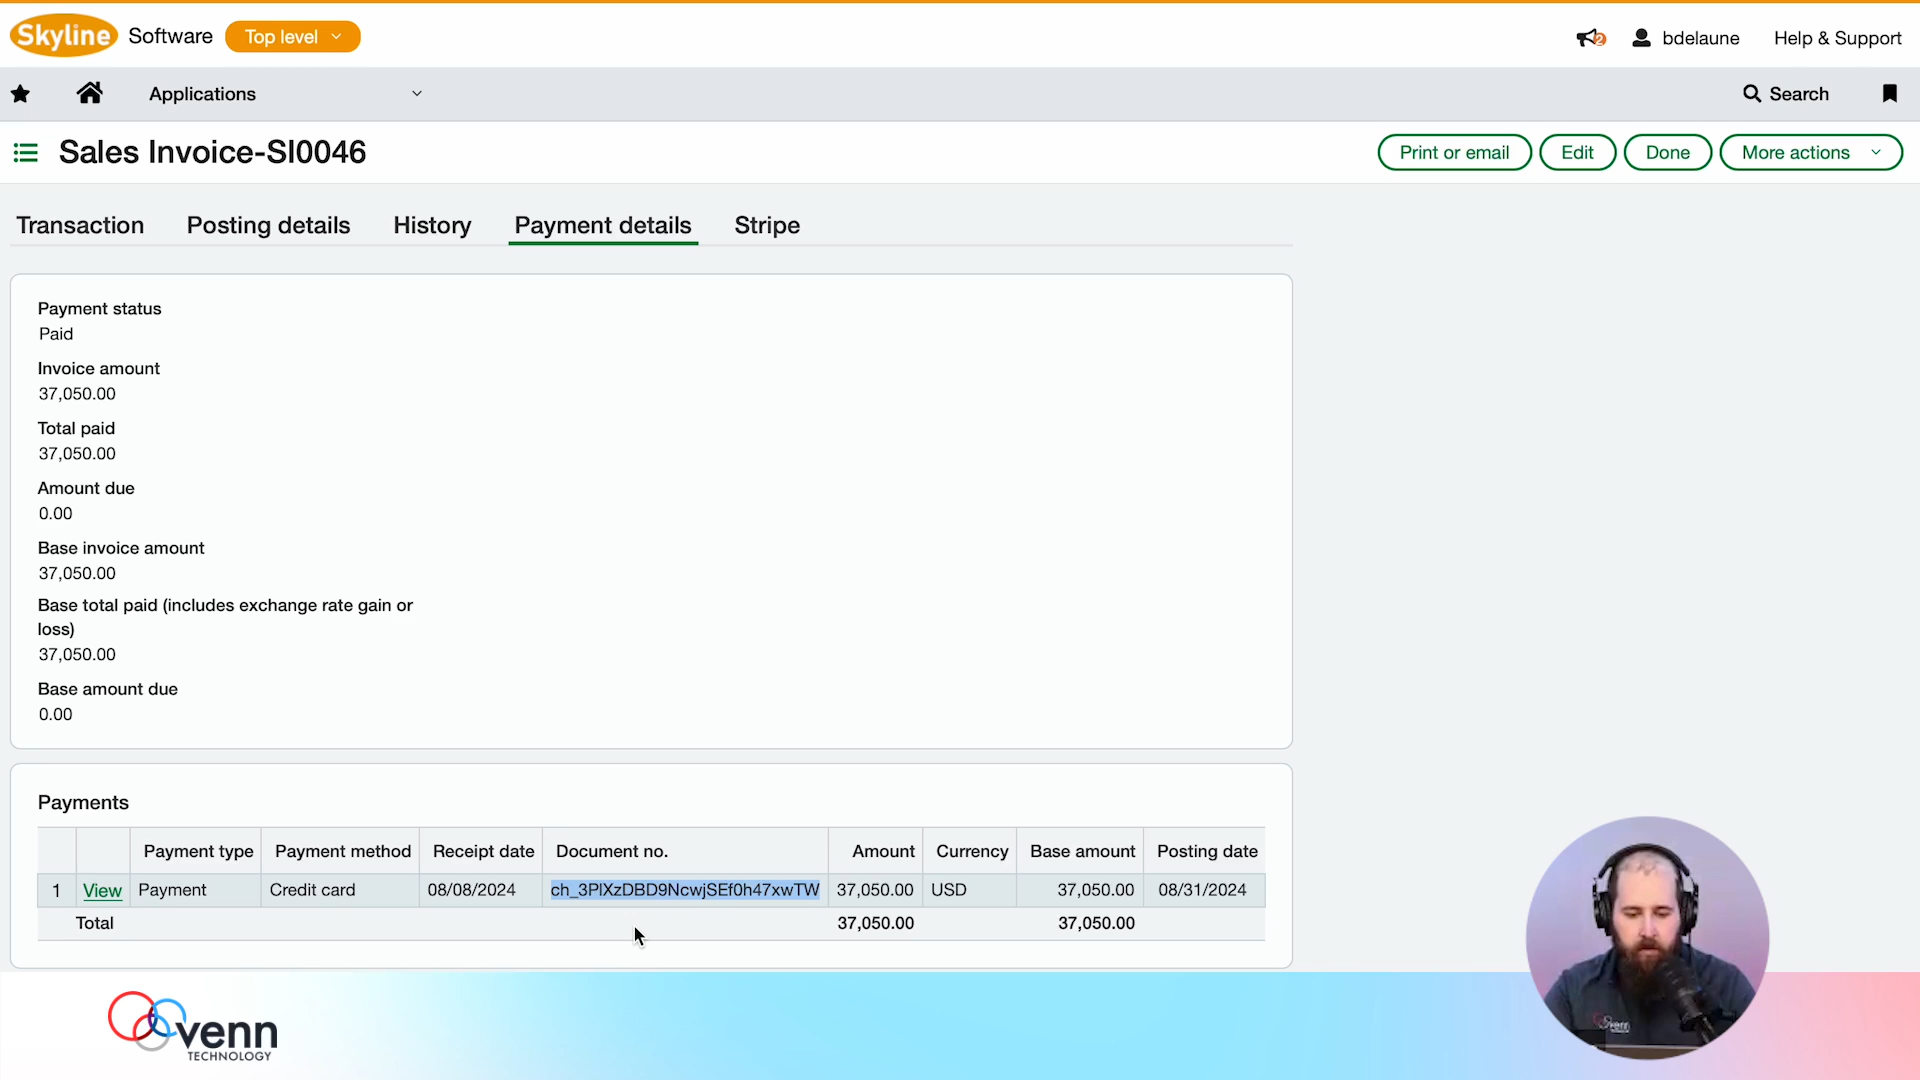 Skyline Software Top level
2 bdelaune Help & Support
Applications Search
Sales Invoice-SI0046 Print or email Edit Done More actions
Transaction Posting details History Payment details Stripe
Payment status
Paid
Invoice amount
37,050.00
Total paid
37,050.00
Amount due
0.00
Base invoice amount
37,050.00
Base total paid (includes exchange rate gain or
loss)
37,050.00
Base amount due
0.00
Payments
Payment type Payment method Receipt date Document no. Amount Currency Base amount Posting date
1 View Payment Credit card 08/08/2024 ch_3PlXzDBD9NcwjSEf0h47xwTW 37,050.00 USD 37,050.00 08/31/2024
Total 37,050.00 37,050.00
venn
TECHNOLOGY
venn